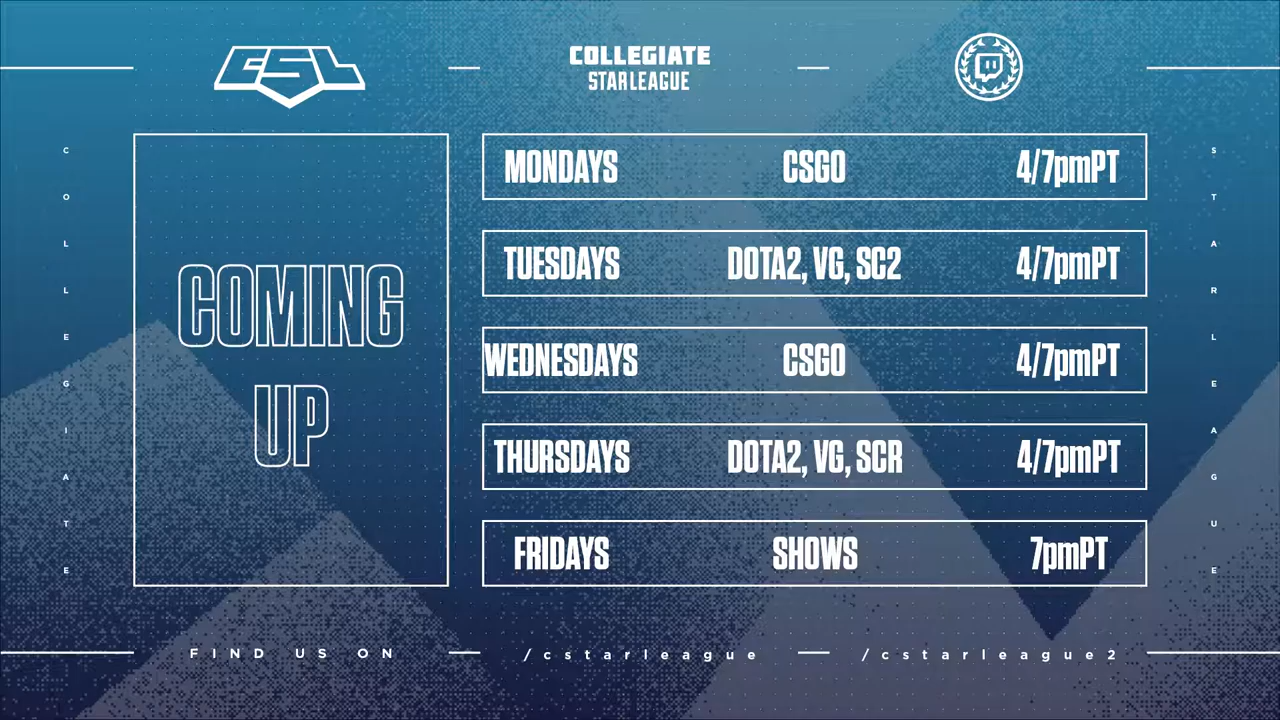 CSL
COLLEGIATE
STARLEAGUE
COLLEGIATE
COMING
UP
MONDAYS CSGO 4/7pmPT
TUESDAYS DOTA2, VG, SC2 4/7pmPT
WEDNESDAYS CSGO 4/7pmPT
THURSDAYS DOTA2, VG, SCR 4/7pmPT
FRIDAYS SHOWS 7pmPT
STARLEAGUE
FIND US ON /cstarleague /cstarleague2